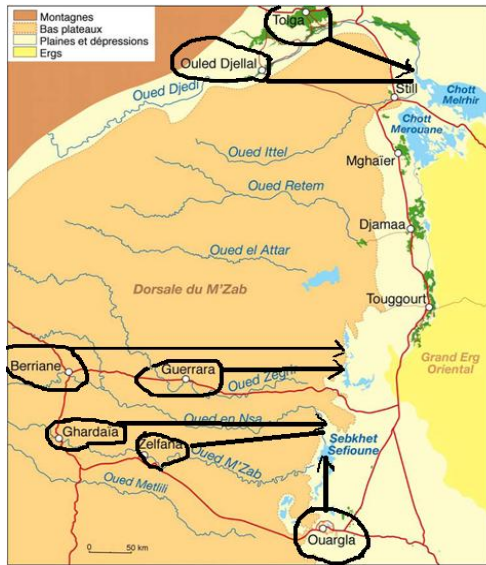 Montagnes
Bas plateaux
Plaines et dépressions
Ergs
Tolga
Ouled Djellal
Oued Djedi
Still
Chott
Melrhir
Chott
Merouane
Oued Ittel
Mghaïer
Oued Retem
Djamaa
Oued el Attar
Dorsale du M'Zab
Touggourt
Grand Erg
Oriental
Berriane
Guerrara
Oued Zegrir
Oued en Nsa
Ghardaïa
Zelfana
Sebkhet
Sefioune
Oued M'Zab
Oued Metlili
Ouargla
0 50 km